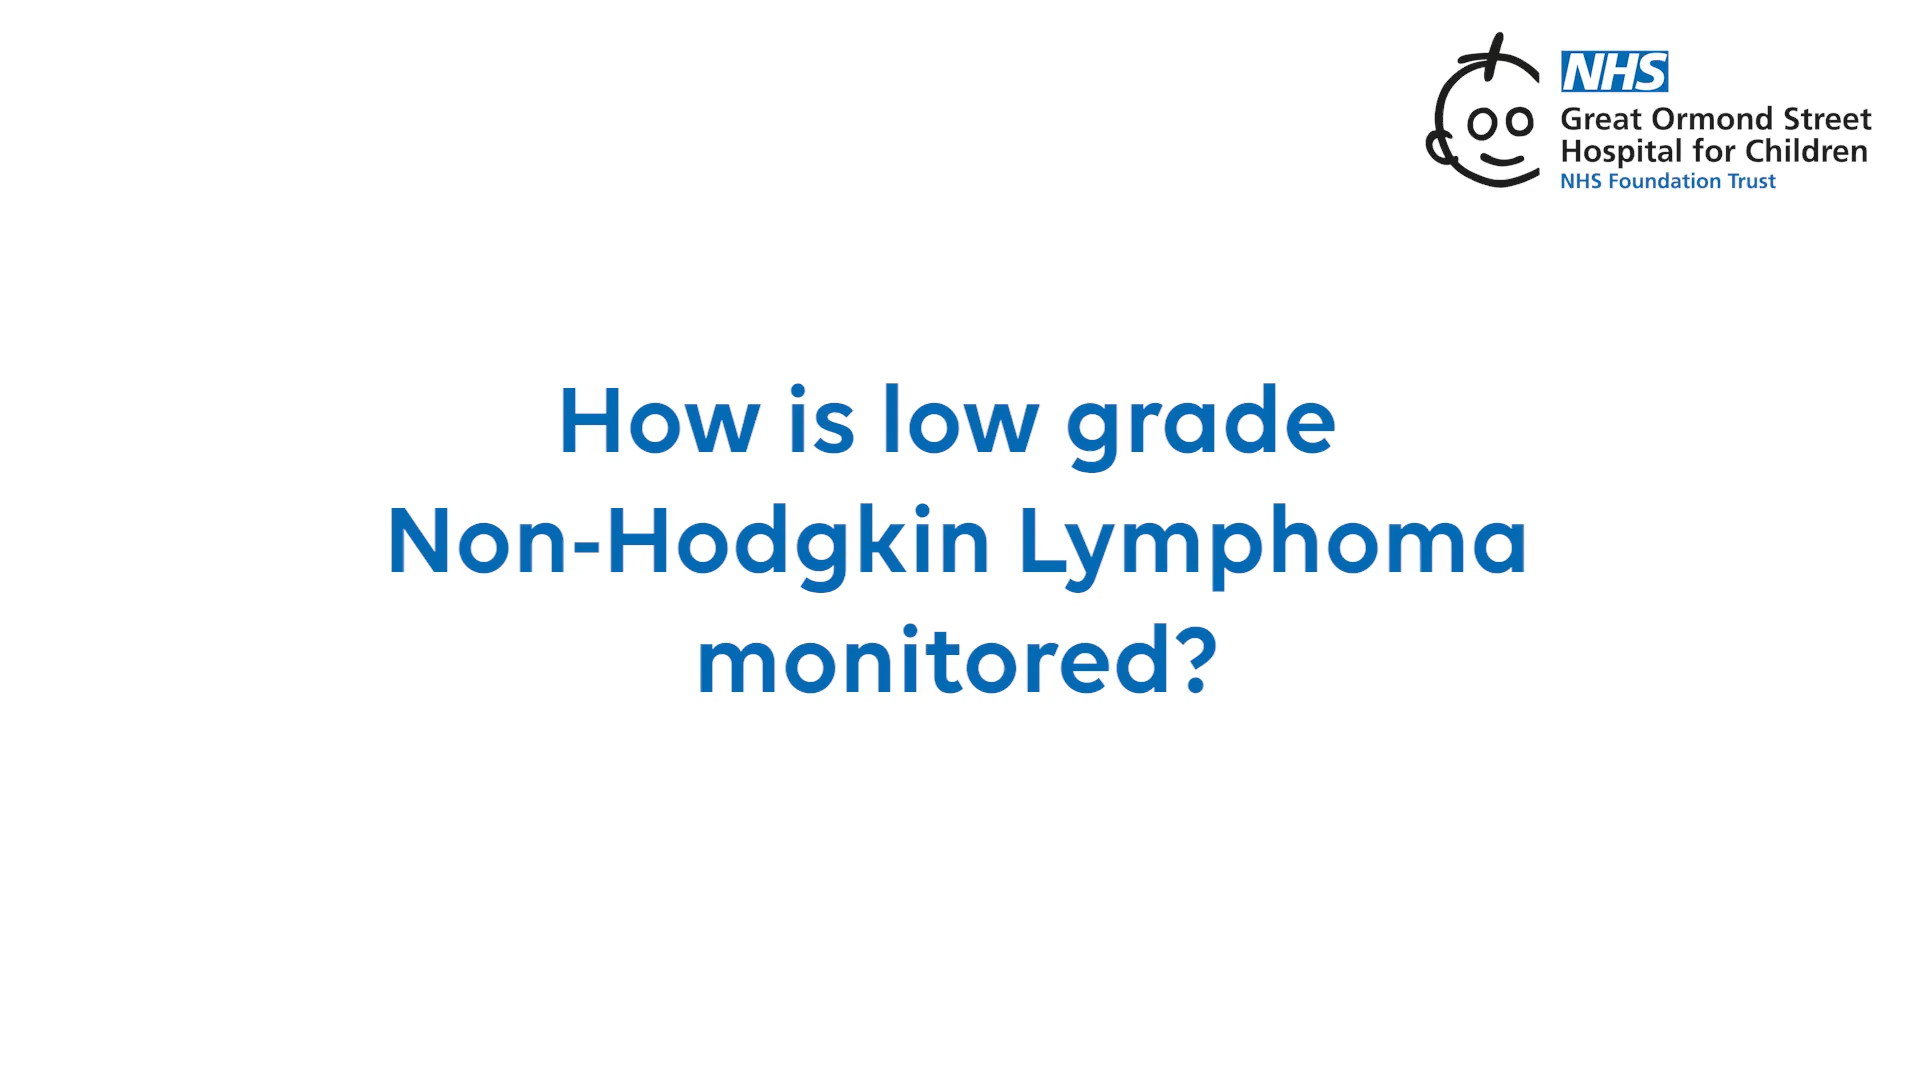 NHS
Great Ormond Street
Hospital for Children
NHS Foundation Trust
How is low grade
Non-Hodgkin Lymphoma
monitored?